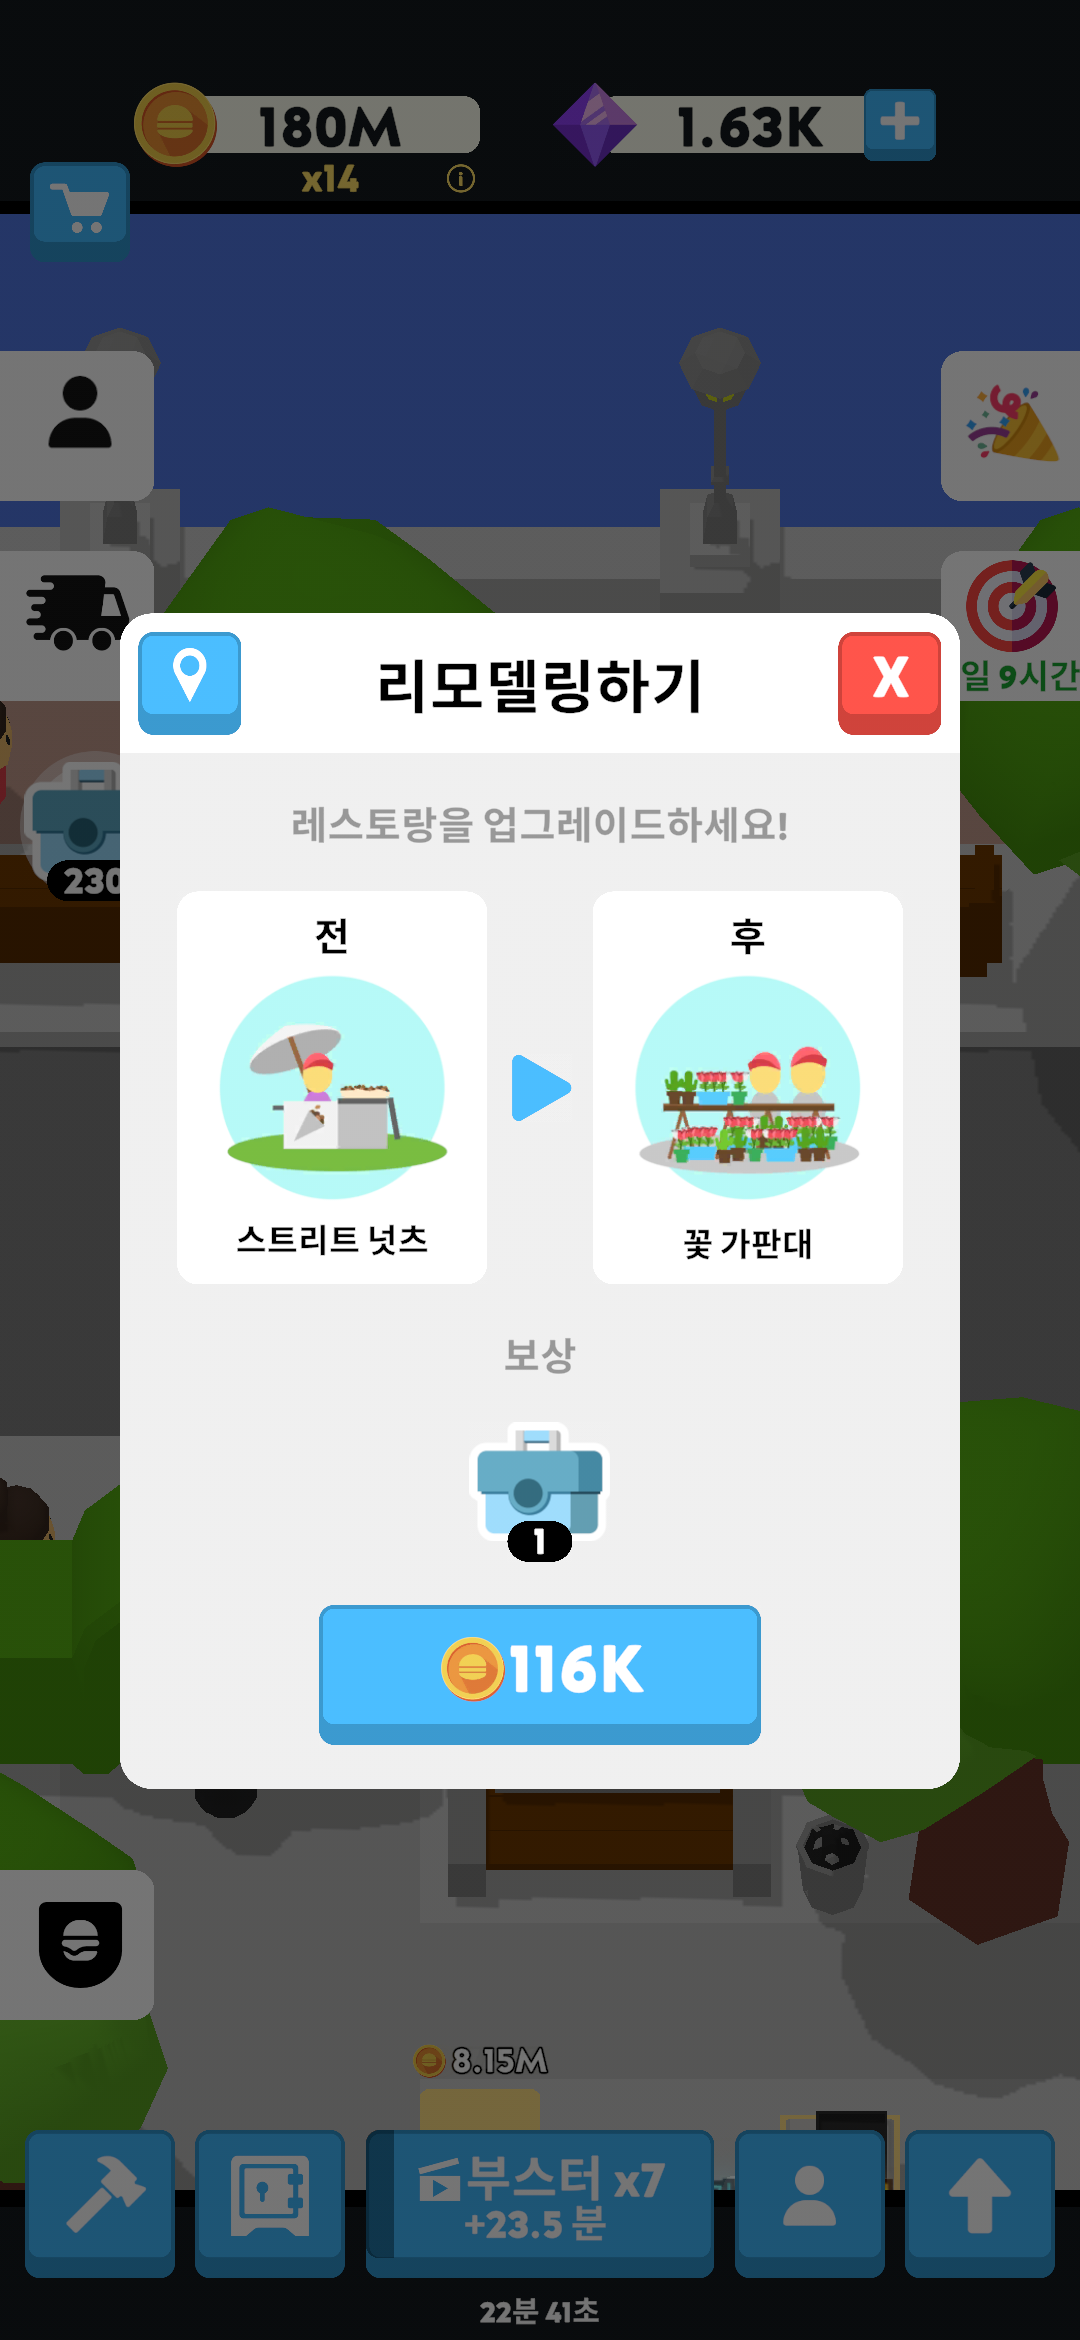 180M
1.63K
x14
일 9시간
리모델링하기
X
레스토랑을 업그레이드하세요!
230
전
후
스트리트 넛츠
꽃 가판대
보상
1
116K
8.15M
부스터 x7
+23.5 분
22분 41초